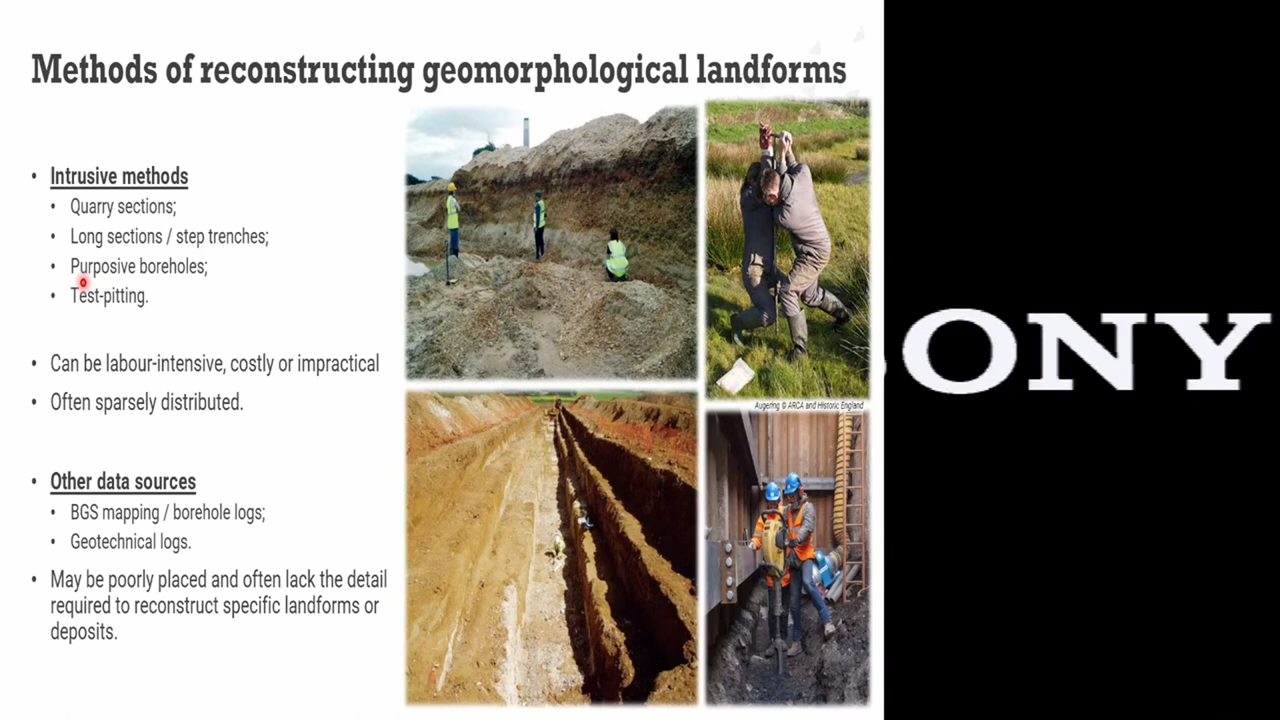 Methods of reconstructing geomorphological landforms
• Intrusive methods
• Quarry sections;
• Long sections / step trenches;
• Purposive boreholes;
• Test-pitting.
• Can be labour-intensive, costly or impractical
• Often sparsely distributed.
• Other data sources
• BGS mapping / borehole logs;
• Geotechnical logs.
• May be poorly placed and often lack the detail
required to reconstruct specific landforms or
deposits.
Augering © ARCA and Historic England
ONY